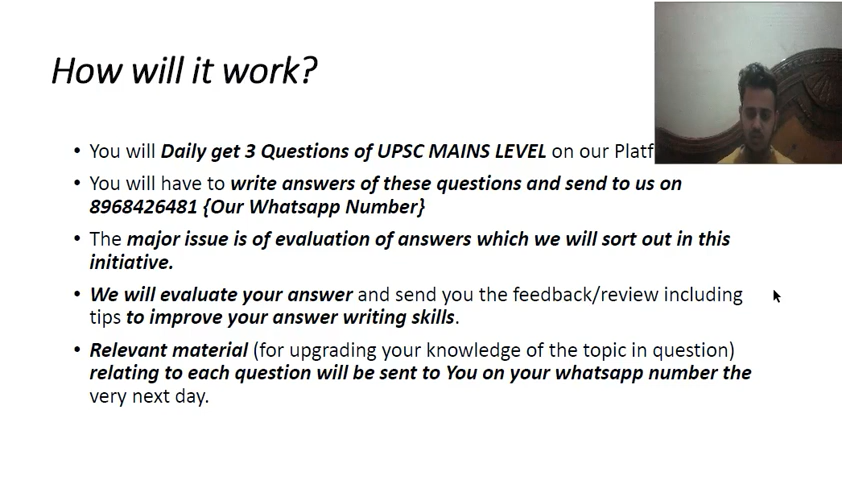 How will it work?
• You will Daily get 3 Questions of UPSC MAINS LEVEL on our
• You will have to write answers of these questions and send to us on
8968426481 {Our Whatsapp Number}
• The major issue is of evaluation of answers which we will sort out in this
initiative.
• We will evaluate your answer and send you the feedback/review including
tips to improve your answer writing skills.
• Relevant material (for upgrading your knowledge of the topic in question)
relating to each question will be sent to You on your whatsapp number the
very next day.